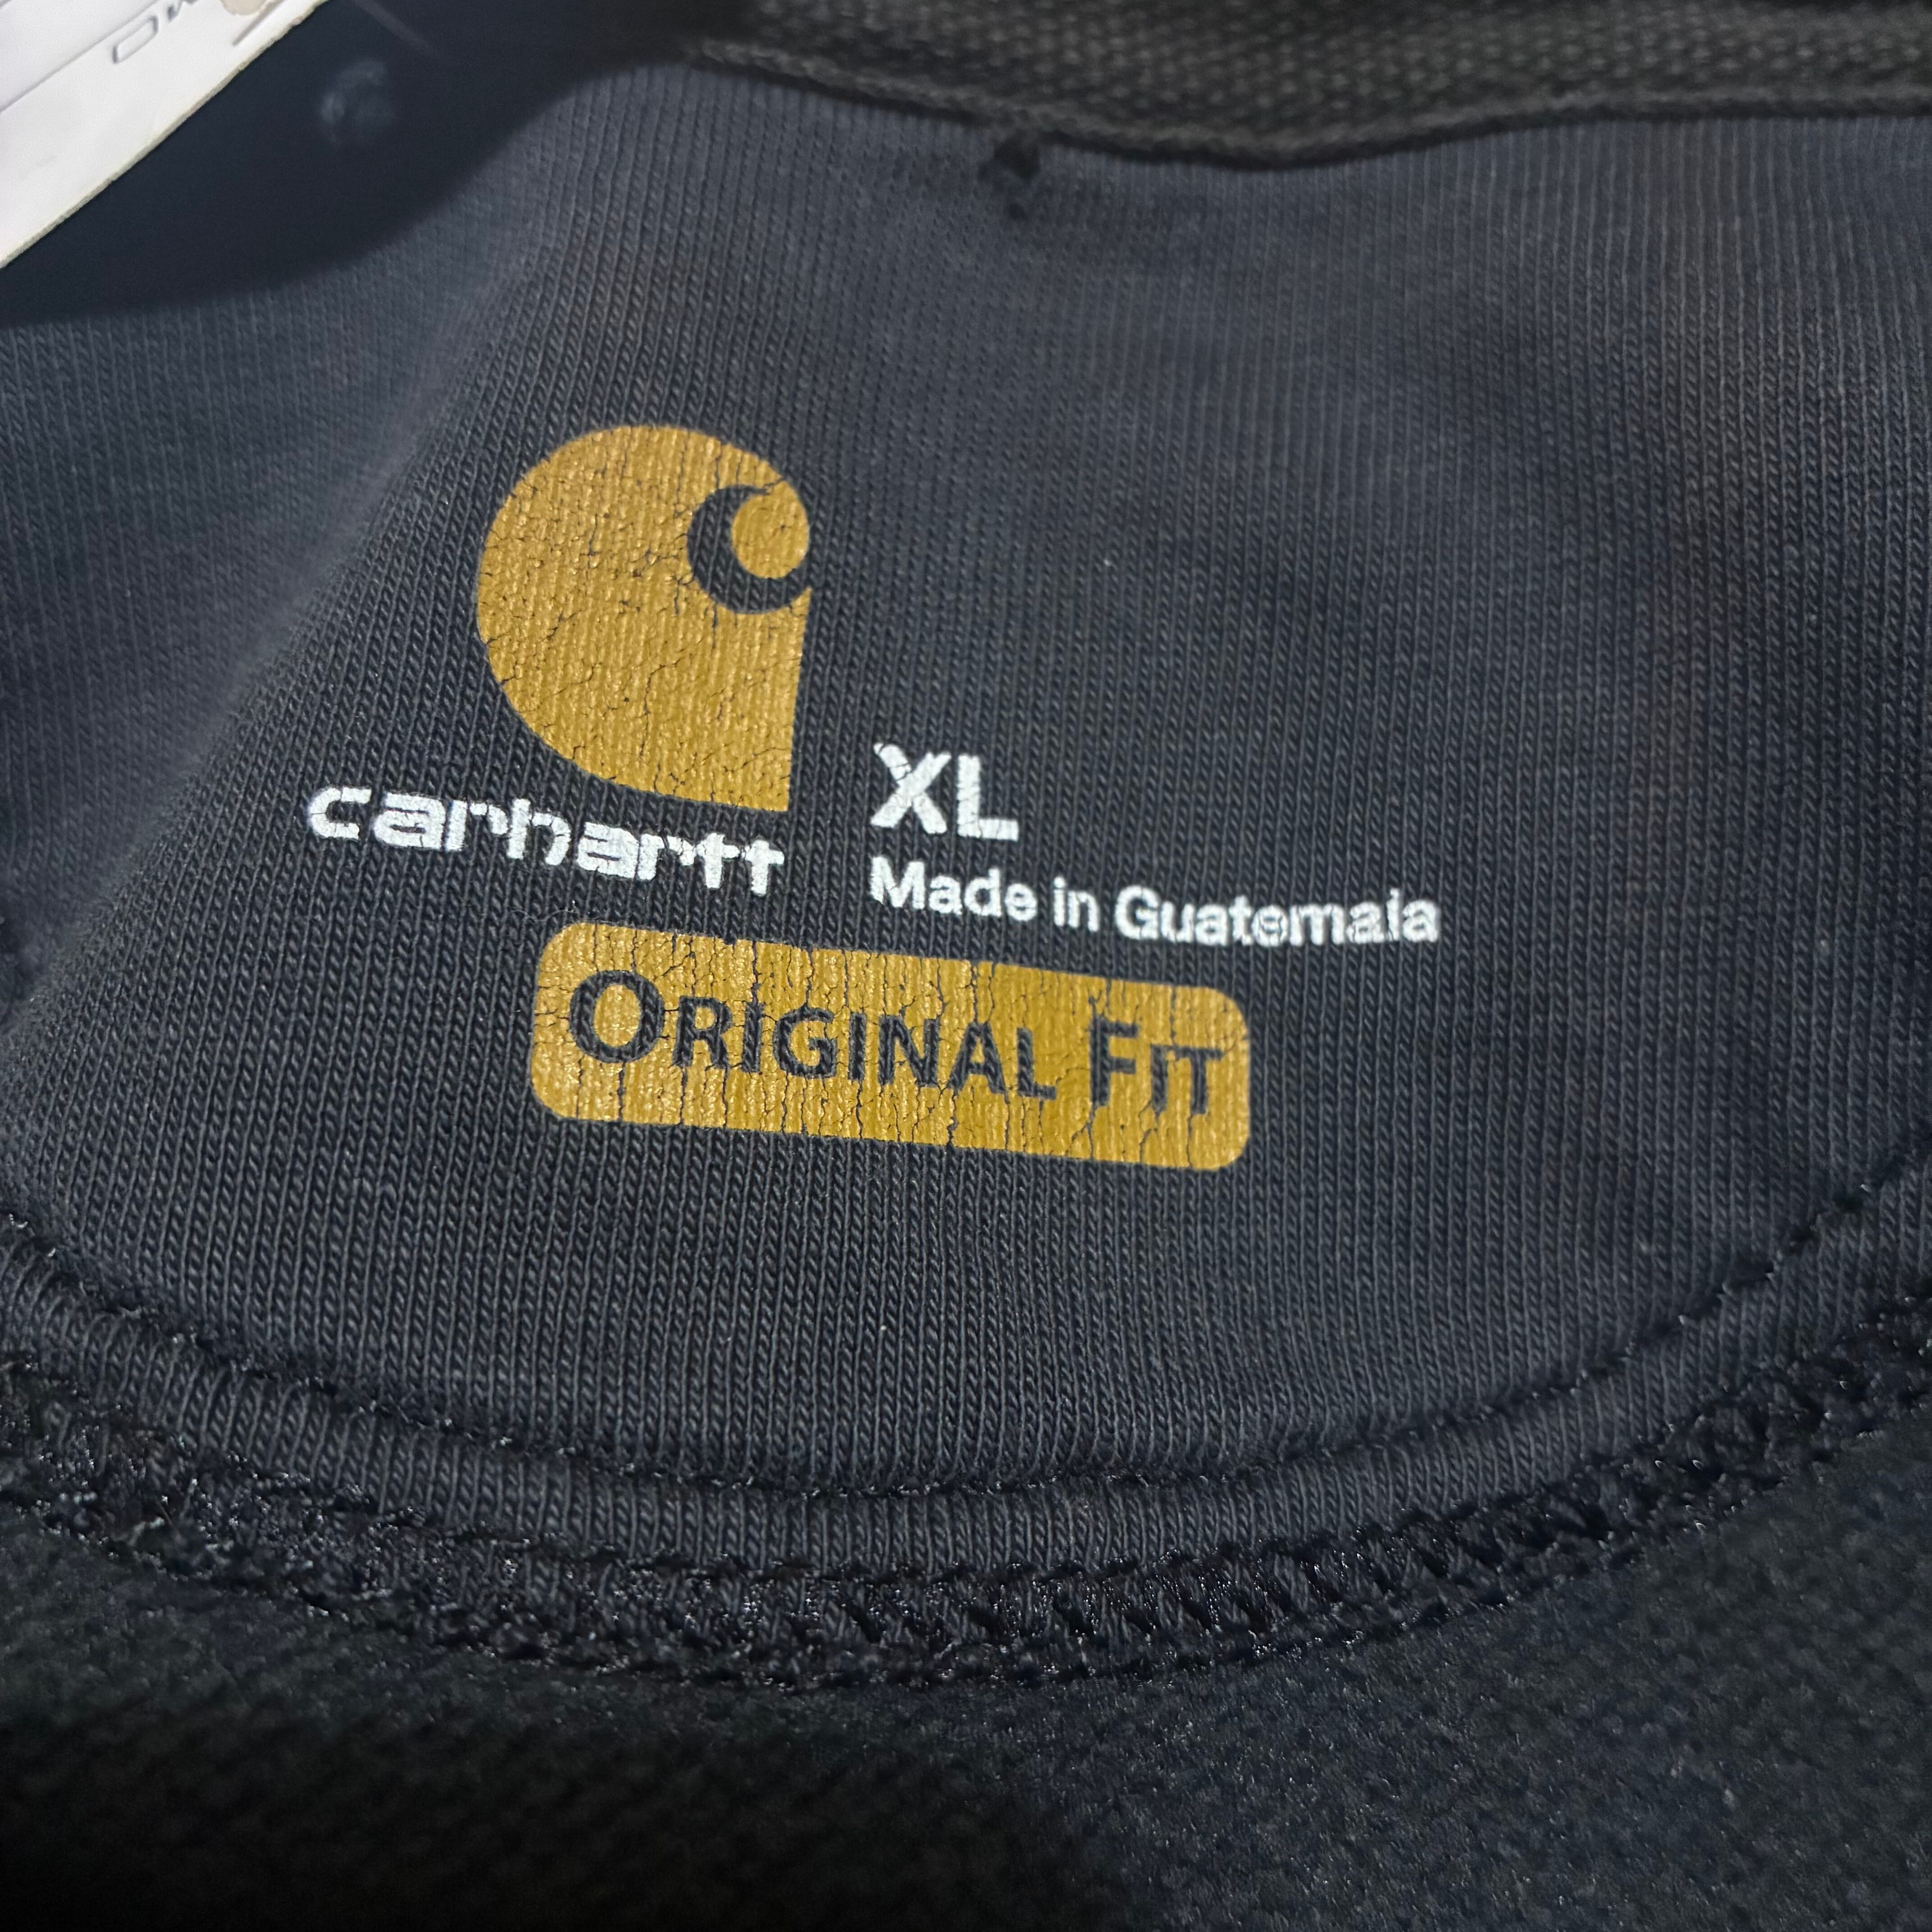 carhartt
XL
Made in Guatemala
ORIGINAL FIT